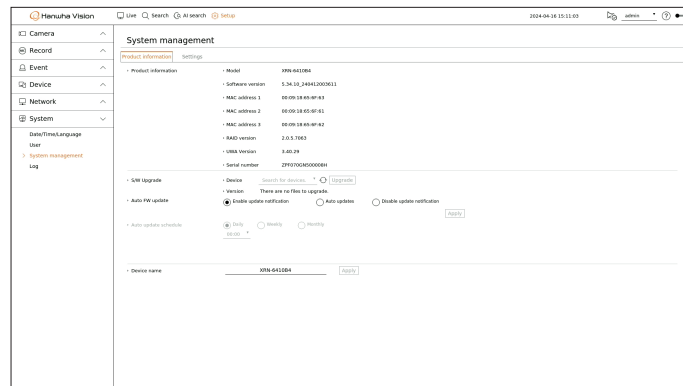 Hanwha Vision
Live Search AI search Setup
2024-04-16 15:11:03
admin
Camera
Record
Event
Device
Network
System
Date/Time/Language
User
System management
Log
System management
Product information Settings
Product information
Model XRN-6410B4
Software version 5.34.10_240412003611
MAC address 1 00:09:18:65:6F:63
MAC address 2 00:09:18:65:6F:61
MAC address 3 00:09:18:65:6F:62
RAID version 2.0.5.7063
UWA Version 3.40.29
Serial number ZPF070GN500808H
S/W Upgrade
Device Search for devices Upgrade
Version There are no files to upgrade.
Auto FW update
Enable update notification Auto updates Disable update notification
Apply
Auto update schedule
Daily Weekly Monthly
00:00
Device name XRN-6410B4 Apply